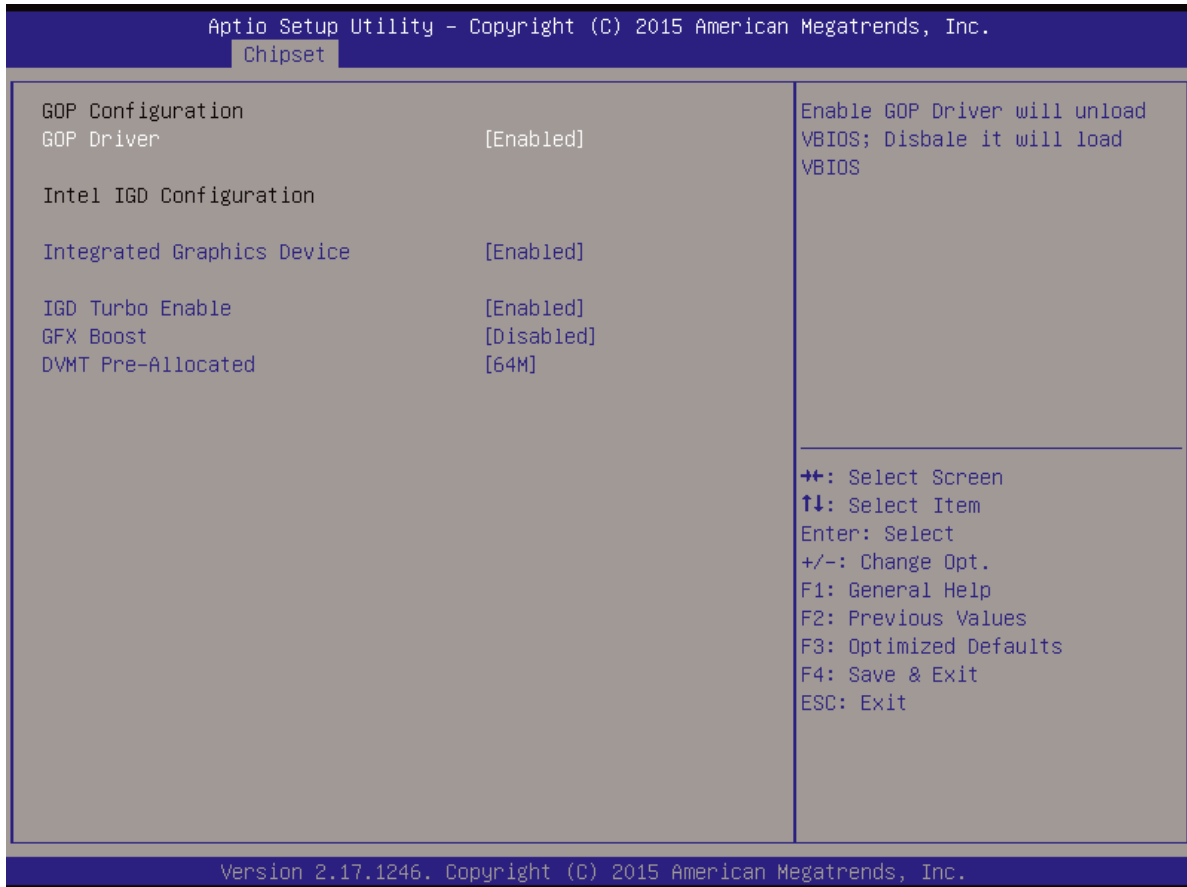 Aptio Setup Utility – Copyright (C) 2015 American Megatrends, Inc.
Chipset
GOP Configuration
GOP Driver [Enabled]
Intel IGD Configuration
Integrated Graphics Device [Enabled]
IGD Turbo Enable [Enabled]
GFX Boost [Disabled]
DVMT Pre-Allocated [64M]
Enable GOP Driver will unload
VBIOS; Disbale it will load
VBIOS
→←: Select Screen
↑↓: Select Item
Enter: Select
+/-: Change Opt.
F1: General Help
F2: Previous Values
F3: Optimized Defaults
F4: Save & Exit
ESC: Exit
Version 2.17.1246. Copyright (C) 2015 American Megatrends, Inc.